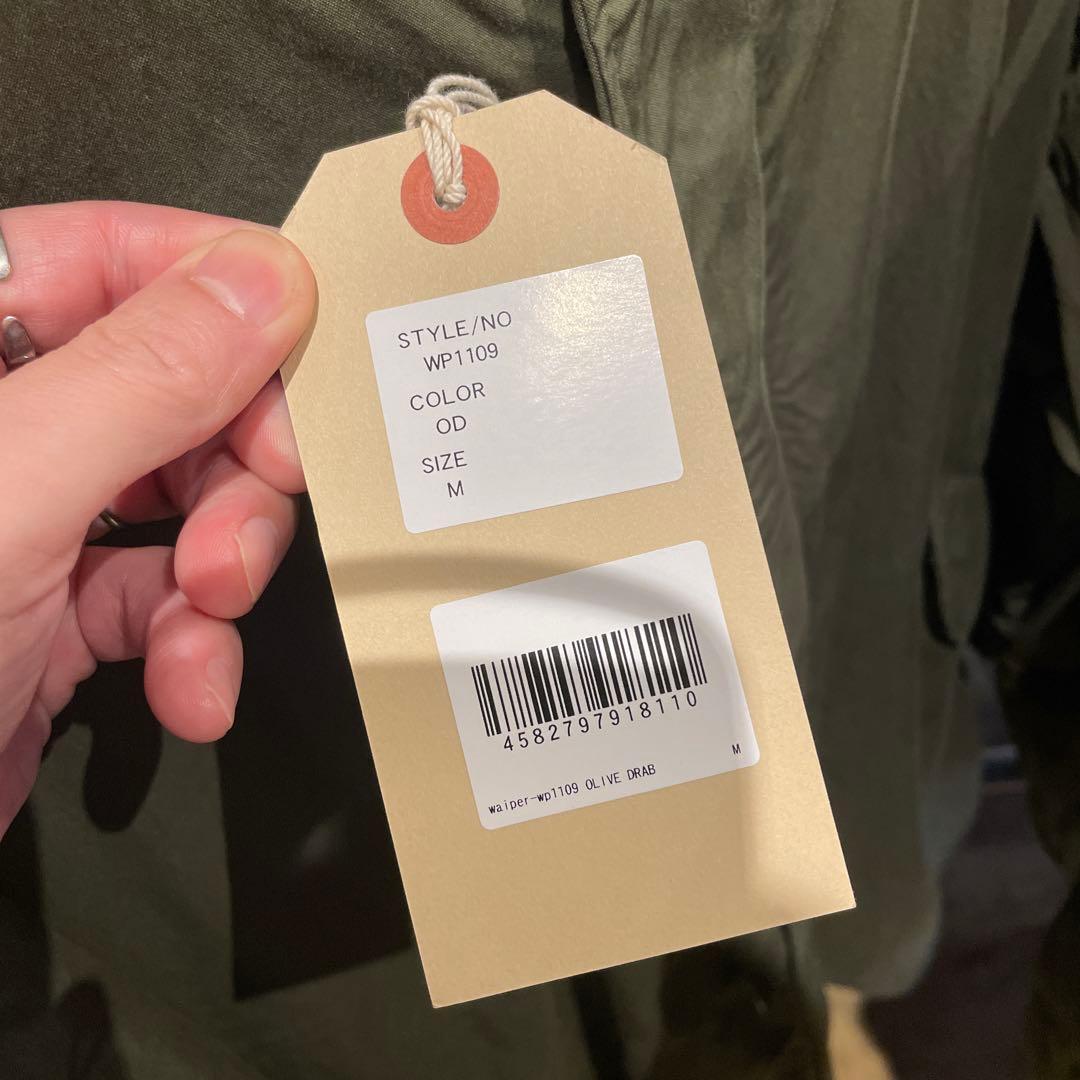 STYLE/NO
WP1109
COLOR
OD
SIZE
M
4582797918110
M
waiper-wp1109 OLIVE DRAB